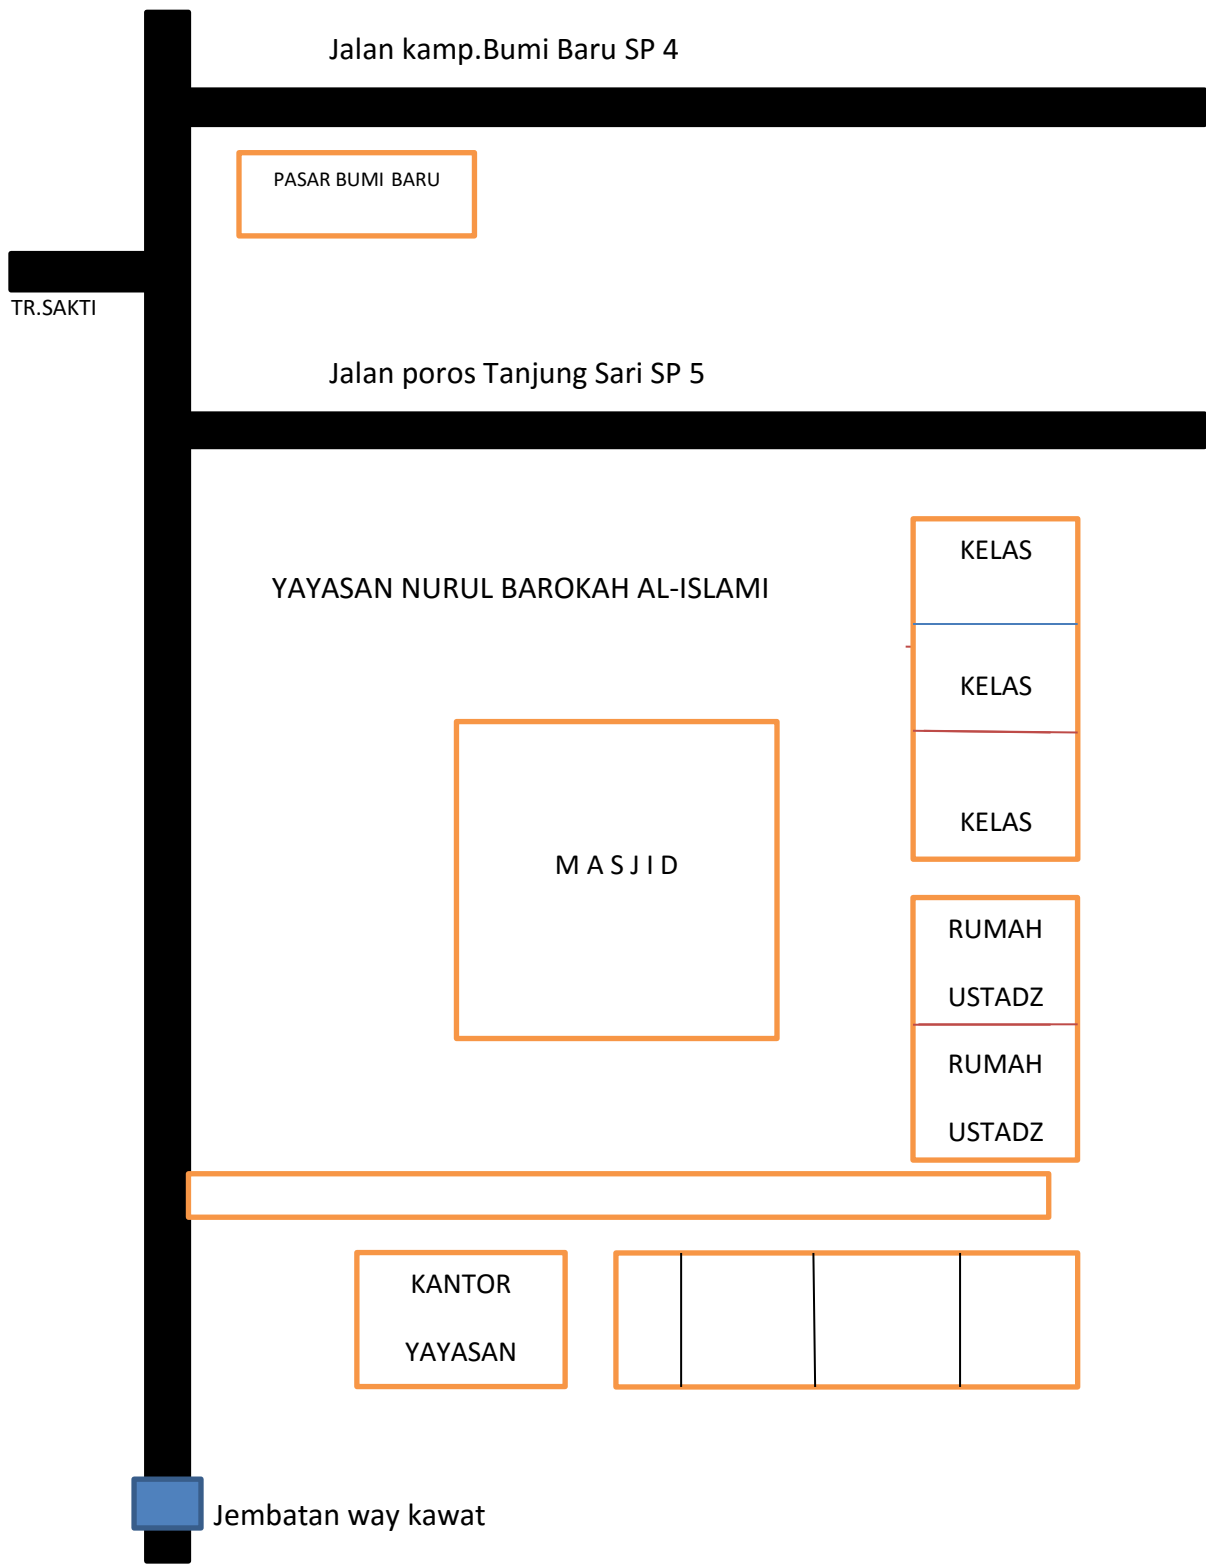 Jalan kamp.Bumi Baru SP 4
PASAR BUMI BARU
TR.SAKTI
Jalan poros Tanjung Sari SP 5
YAYASAN NURUL BAROKAH AL-ISLAMI
KELAS
KELAS
KELAS
M A S J I D
RUMAH
USTADZ
RUMAH
USTADZ
KANTOR
YAYASAN
Jembatan way kawat